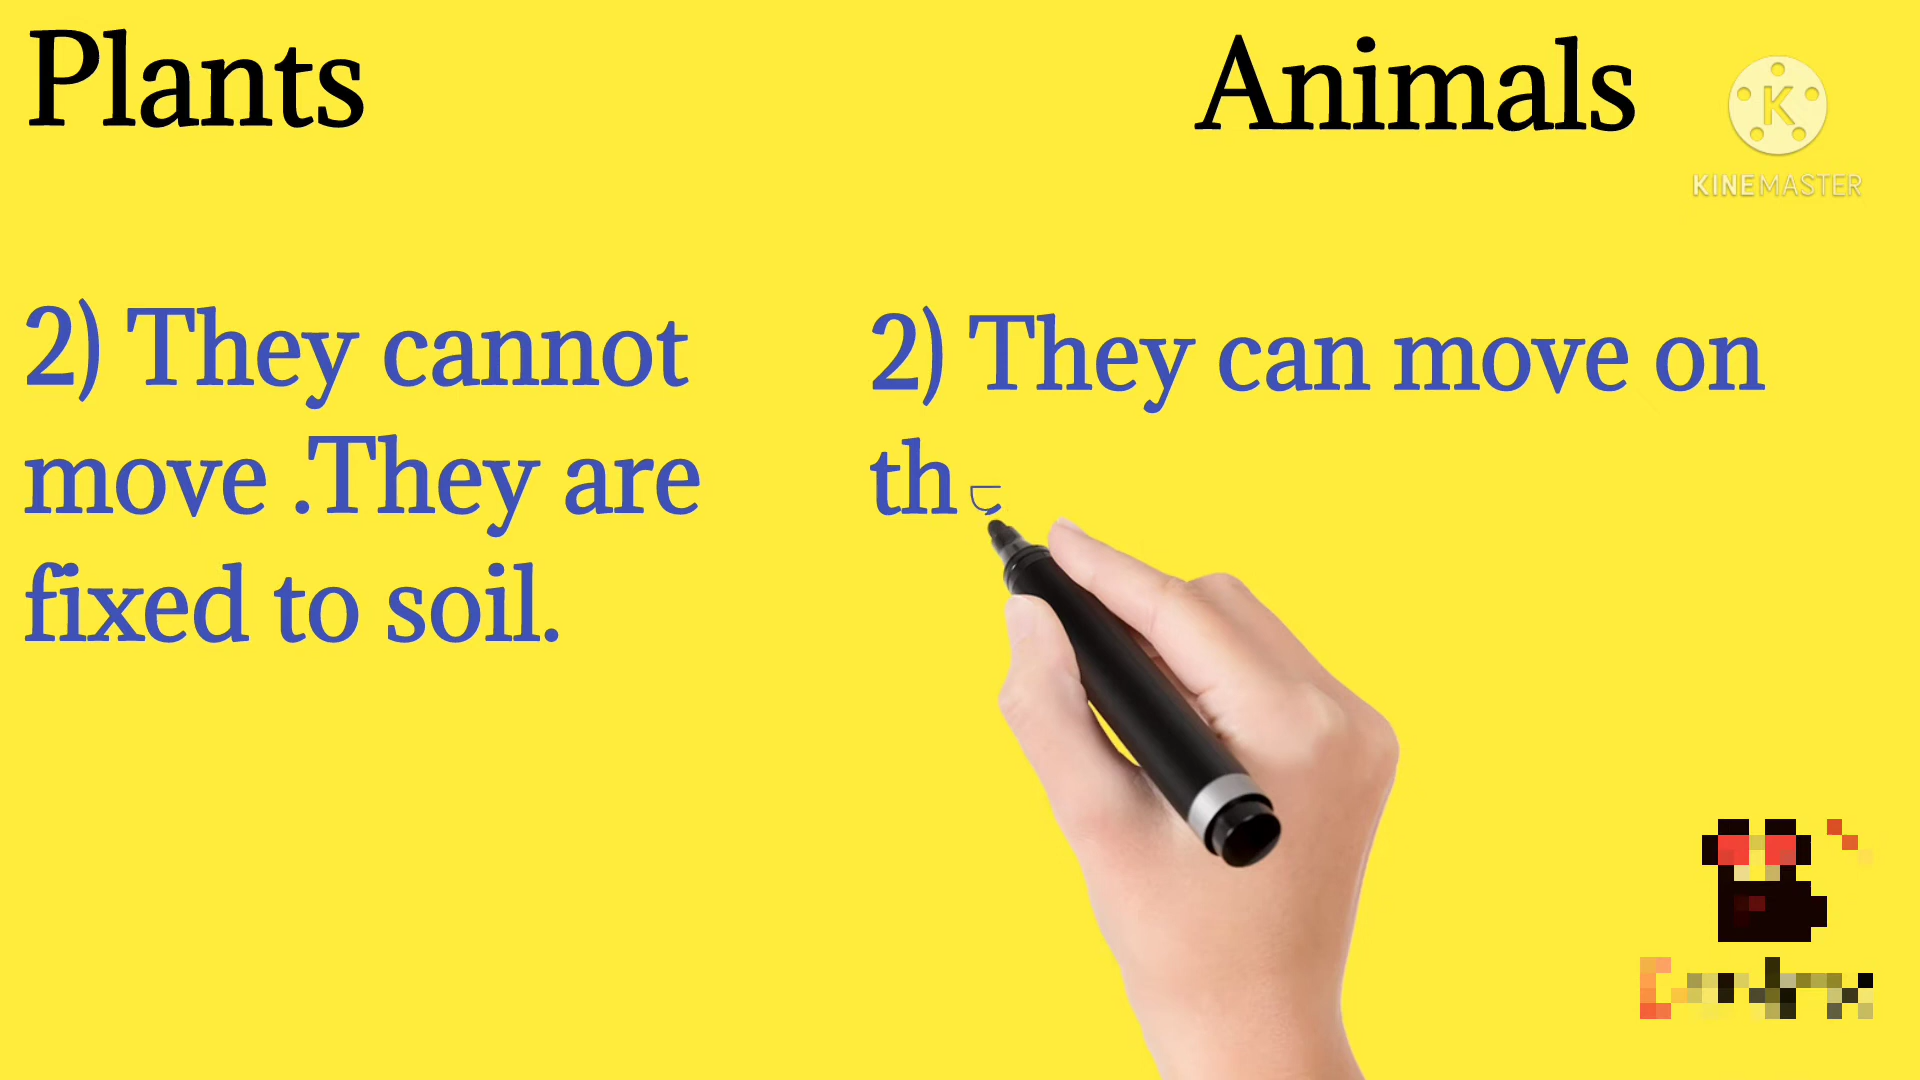 Plants
Animals
K
KINEMASTER
2) They cannot
move .They are
fixed to soil.
2) They can move on
th